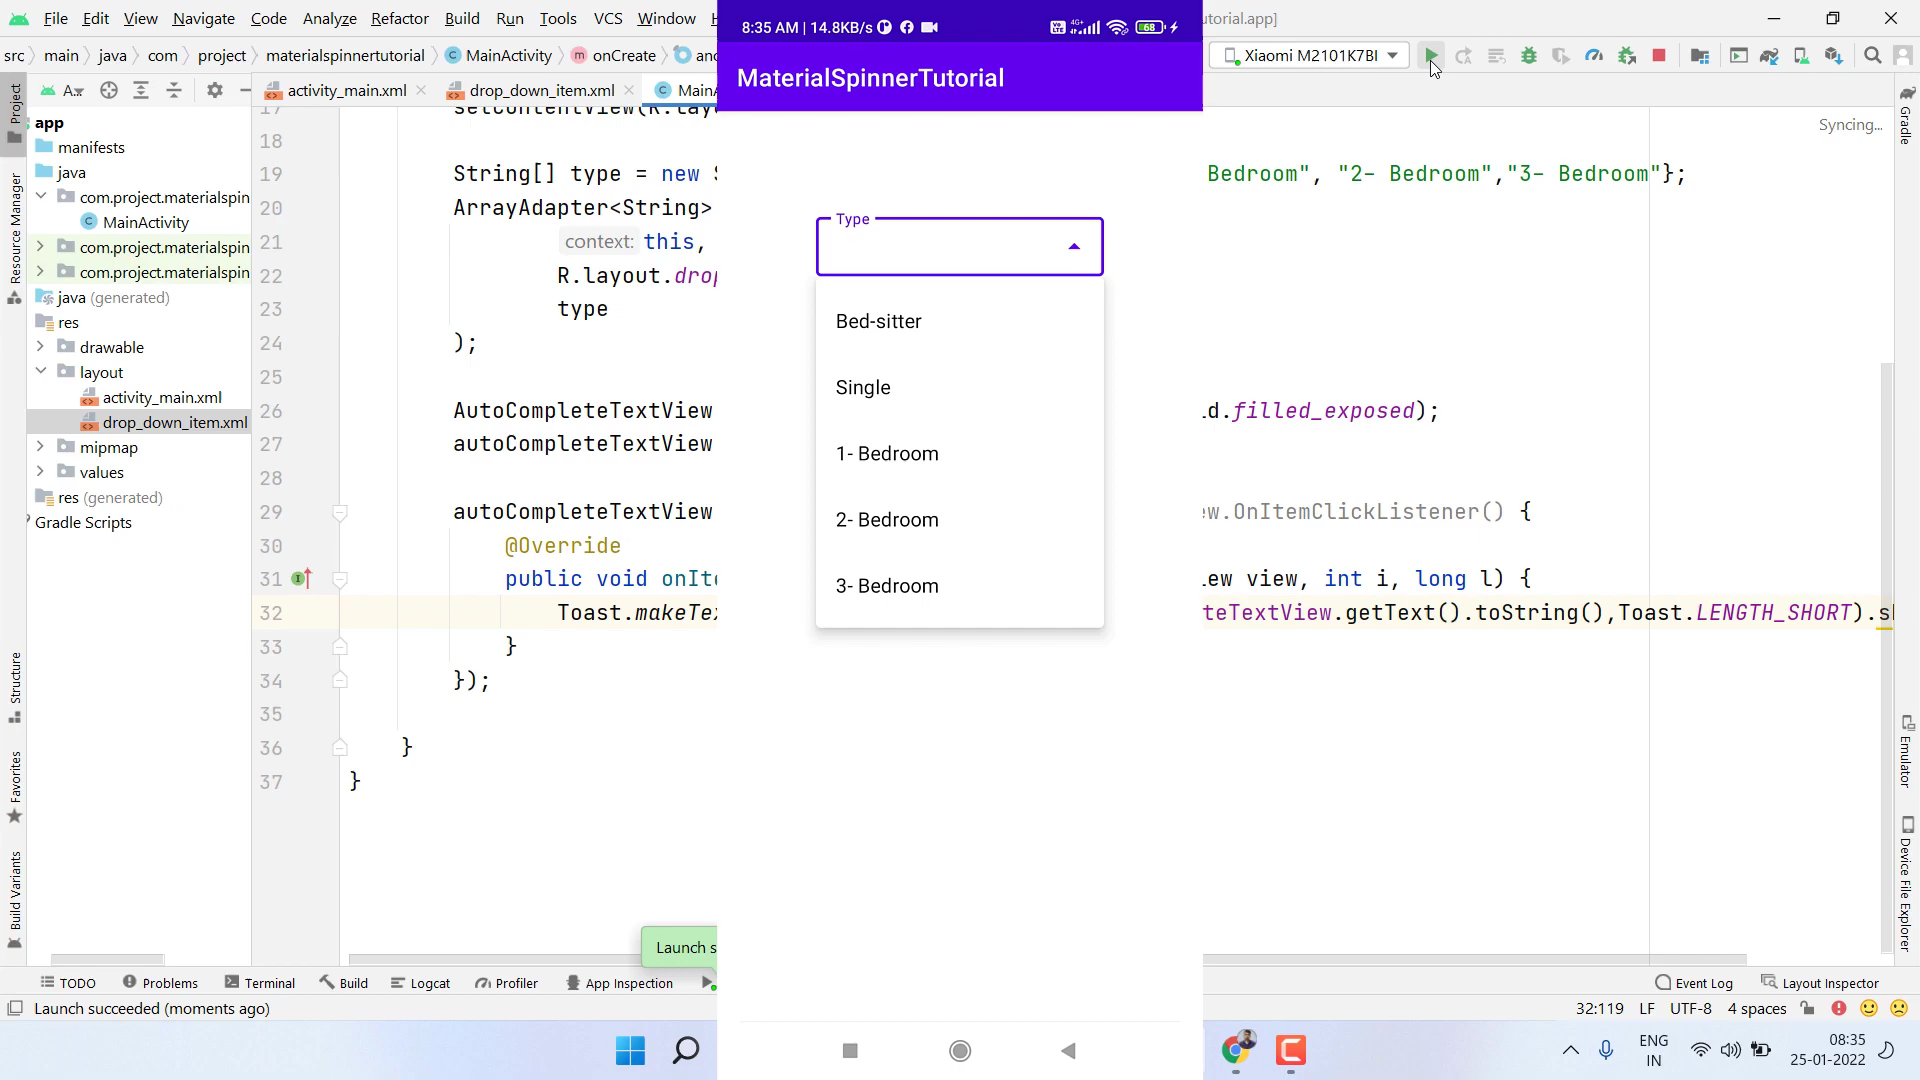 File Edit View Navigate Code Analyze Refactor Build Run Tools VCS Window
utorial.app]
src main java com project materialspinnertutorial MainActivity onCreate
Xiaomi M2101K7BI
A..
activity_main.xml
drop_down_item.xml
Syncing...
Project
Resource Manager
Structure
Favorites
Build Variants
app
manifests
java
com.project.materialspin
MainActivity
com.project.materialspin
com.project.materialspin
java (generated)
res
drawable
layout
activity_main.xml
drop_down_item.xml
mipmap
values
res (generated)
Gradle Scripts
17
18
19 String[] type = new
20 ArrayAdapter<String>
21 context: this,
22 R.layout.
23 type
24 );
25
26 AutoCompleteTextView
27 autoCompleteTextView
28
29 autoCompleteTextView
30 @Override
31 public void
32 Toast.
33 }
34 });
35
36 }
37 }
8:35 AM | 14.8KB/s
4G+
68
MaterialSpinnerTutorial
Type
Bed-sitter
Single
1- Bedroom
2- Bedroom
3- Bedroom
Bedroom", "2- Bedroom","3- Bedroom"};
d.filled_exposed);
w.OnItemClickListener() {
ew view, int i, long l) {
teTextView.getText().toString(),Toast.LENGTH_SHORT).s
Gradle
Emulator
Device File Explorer
Launch s
TODO Problems Terminal Build Logcat Profiler App Inspection
Event Log Layout Inspector
Launch succeeded (moments ago)
32:119 LF UTF-8 4 spaces
ENG
IN
08:35
25-01-2022